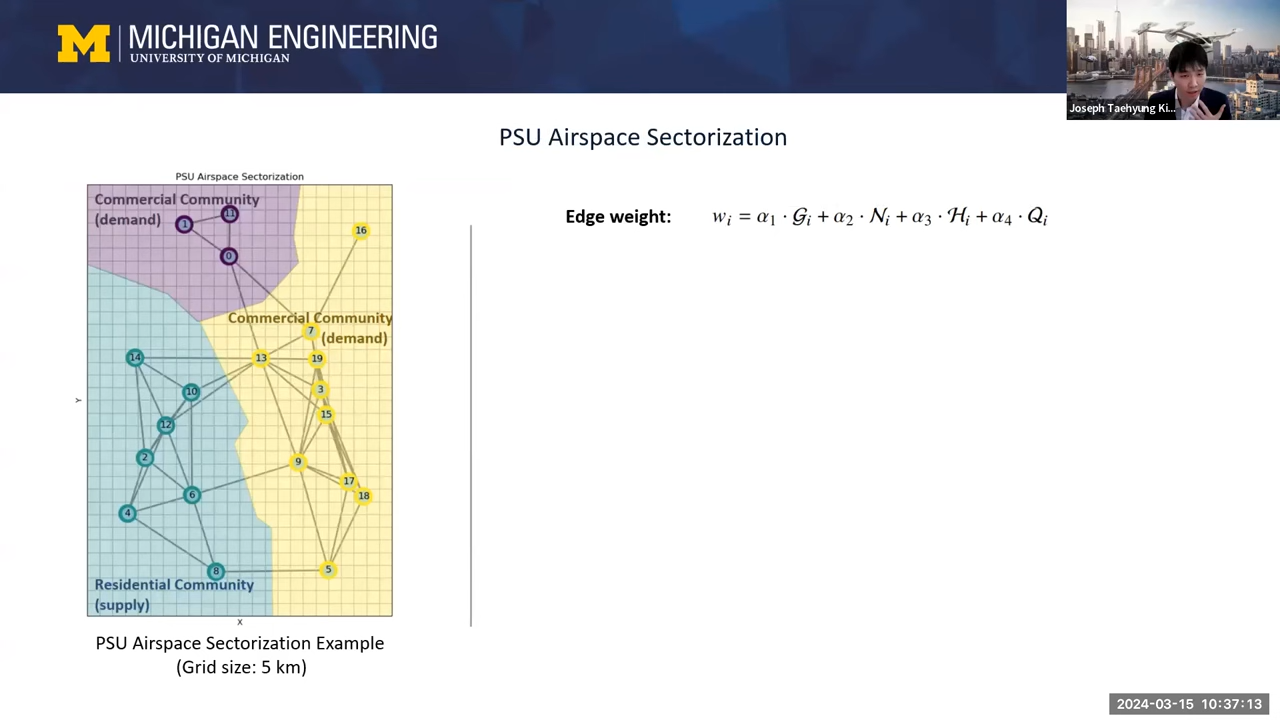 M MICHIGAN ENGINEERING
UNIVERSITY OF MICHIGAN
Joseph Taehyung Ki...
PSU Airspace Sectorization
PSU Airspace Sectorization
Commercial Community
(demand)
11
1
16
0
Commercial Community
7
(demand)
14
13
19
10
3
12
15
2
9
17
6
18
4
8
5
Residential Community
(supply)
Y
X
PSU Airspace Sectorization Example
(Grid size: 5 km)
Edge weight: 𝑤ᵢ = α₁ · 𝒢ᵢ + α₂ · 𝒩ᵢ + α₃ · ℋᵢ + α₄ · 𝒬ᵢ
2024-03-15 10:37:13